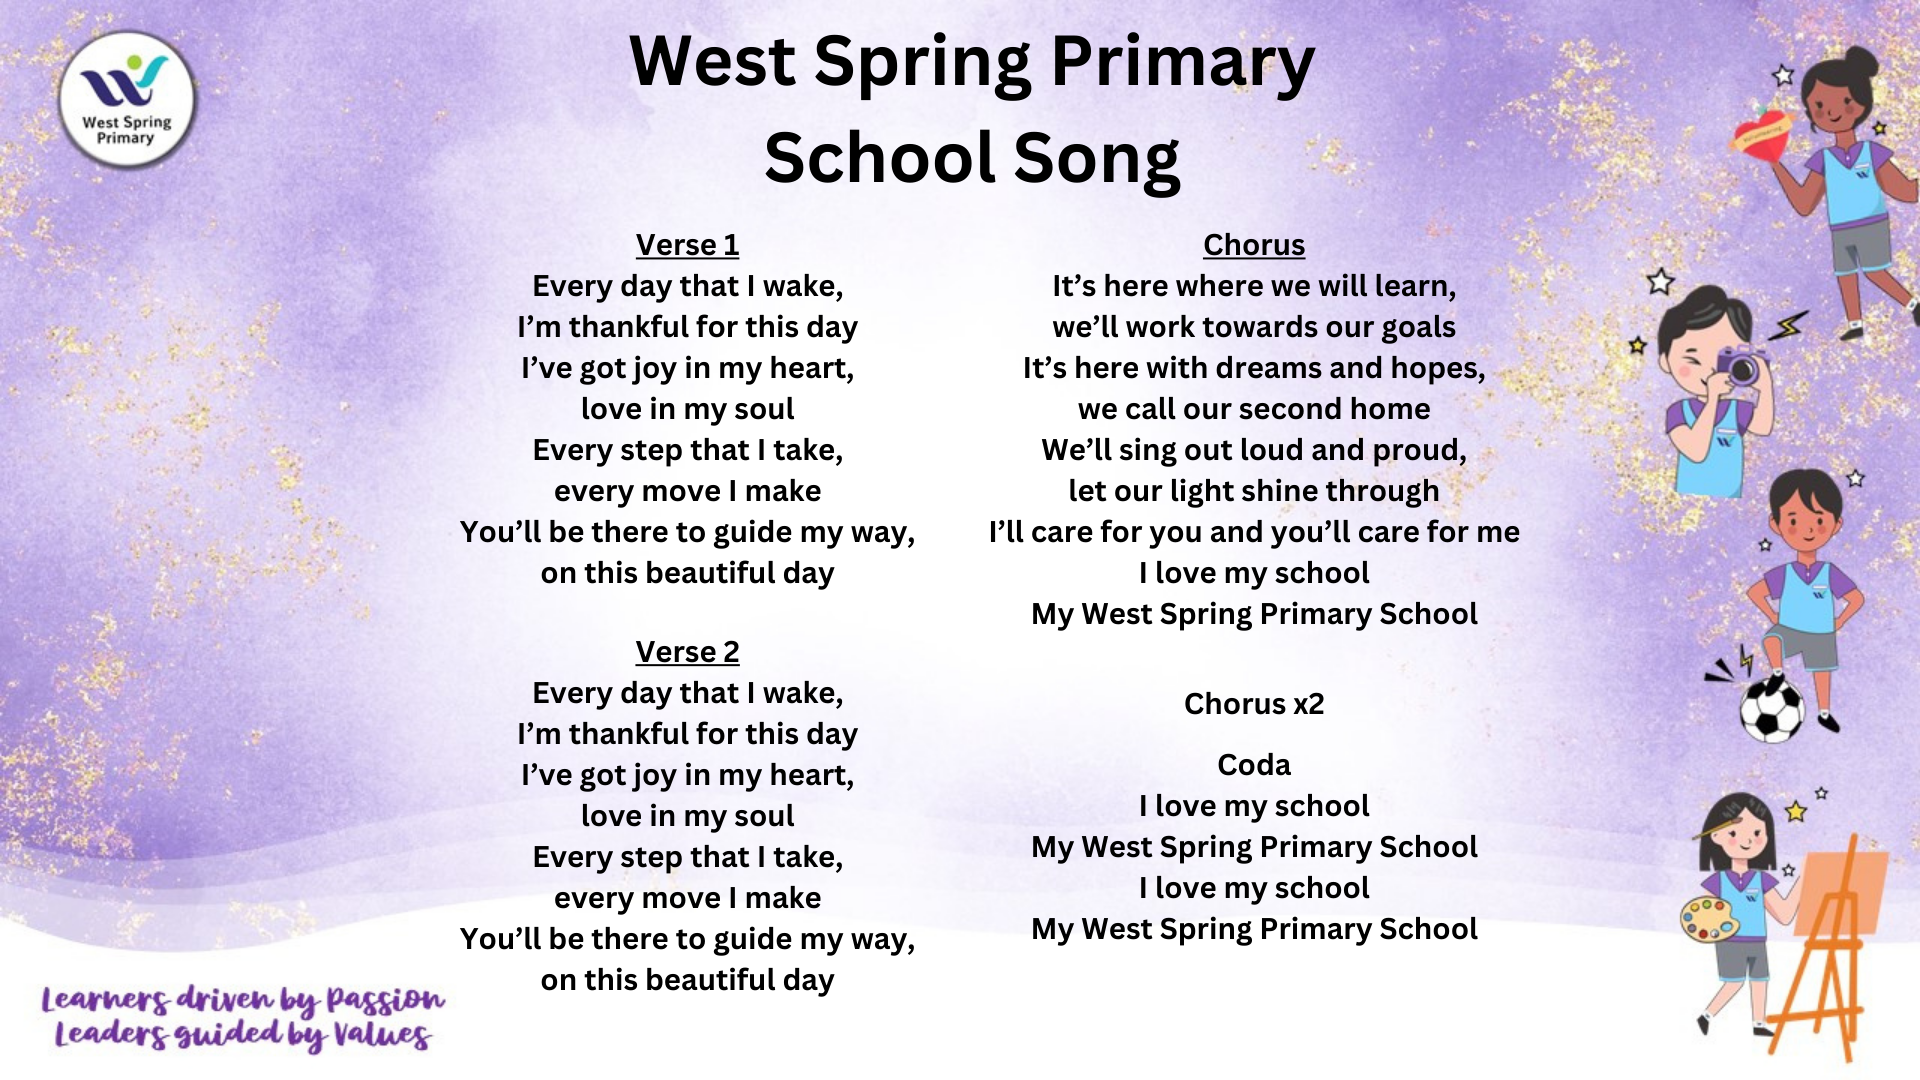 West Spring
Primary
West Spring Primary
School Song
Verse 1
Every day that I wake,
I’m thankful for this day
I’ve got joy in my heart,
love in my soul
Every step that I take,
every move I make
You’ll be there to guide my way,
on this beautiful day
Verse 2
Every day that I wake,
I’m thankful for this day
I’ve got joy in my heart,
love in my soul
Every step that I take,
every move I make
You’ll be there to guide my way,
on this beautiful day
Chorus
It’s here where we will learn,
we’ll work towards our goals
It’s here with dreams and hopes,
we call our second home
We’ll sing out loud and proud,
let our light shine through
I’ll care for you and you’ll care for me
I love my school
My West Spring Primary School
Chorus x2
Coda
I love my school
My West Spring Primary School
I love my school
My West Spring Primary School
Volunteering
Learners driven by Passion
Leaders guided by Values